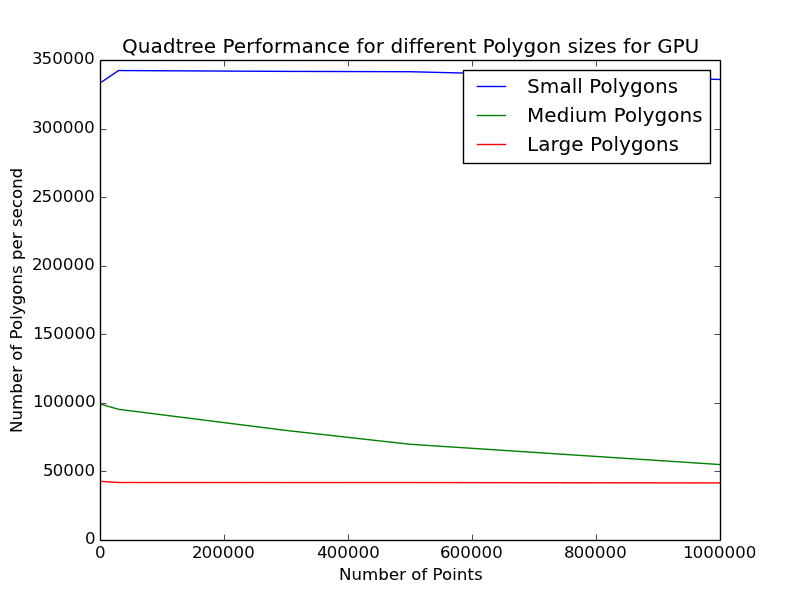 Quadtree Performance for different Polygon sizes for GPU
350000
300000
250000
200000
150000
100000
50000
0
Number of Polygons per second
Small Polygons
Medium Polygons
Large Polygons
0 200000 400000 600000 800000 1000000
Number of Points